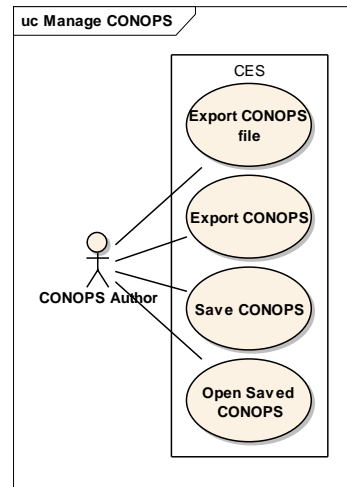 uc Manage CONOPS
CES
Export CONOPS
file
Export CONOPS
CONOPS Author
Save CONOPS
Open Saved
CONOPS